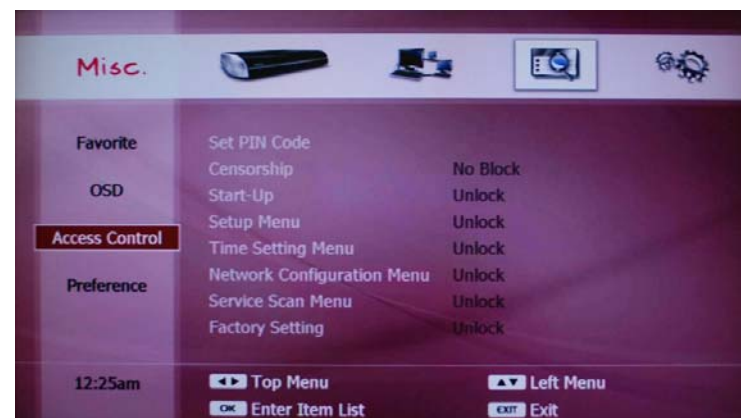 Misc.
Favorite
OSD
Access Control
Preference
Set PIN Code
Censorship No Block
Start-Up Unlock
Setup Menu Unlock
Time Setting Menu Unlock
Network Configuration Menu Unlock
Service Scan Menu Unlock
Factory Setting Unlock
12:25am
◄► Top Menu ▲▼ Left Menu
OK Enter Item List EXIT Exit